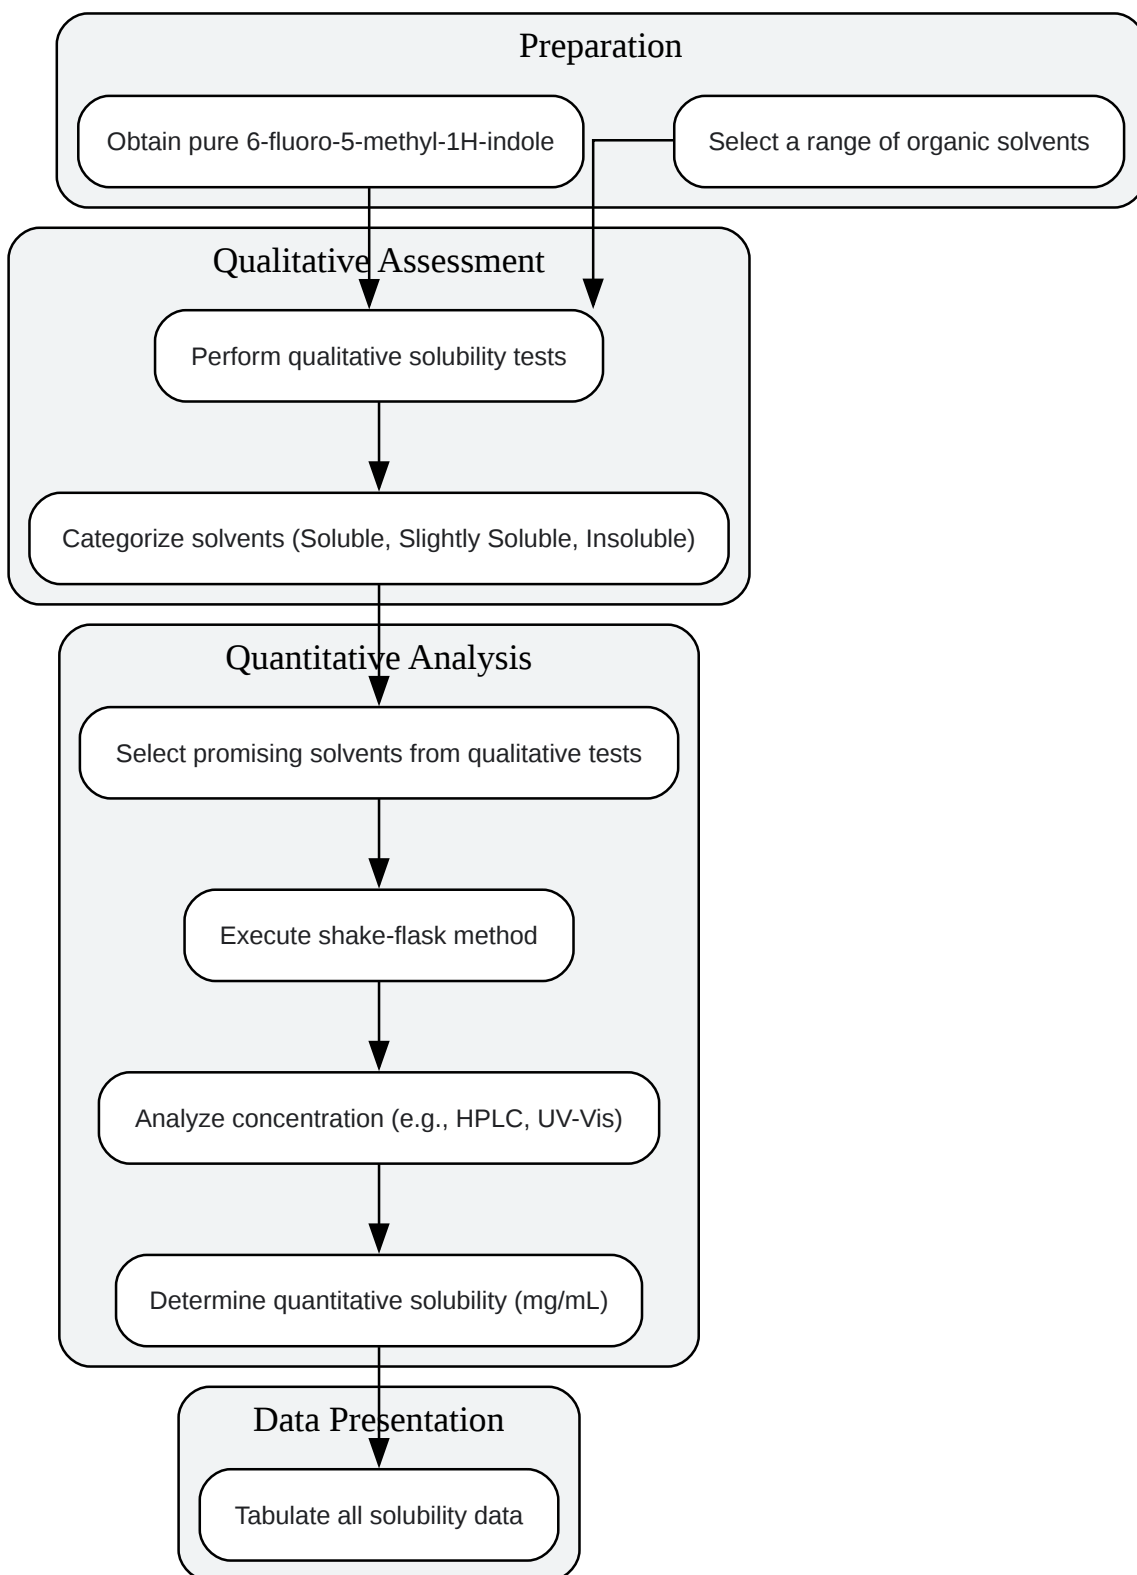 Preparation
Obtain pure 6-fluoro-5-methyl-1H-indole
Select a range of organic solvents
Qualitative Assessment
Perform qualitative solubility tests
Categorize solvents (Soluble, Slightly Soluble, Insoluble)
Quantitative Analysis
Select promising solvents from qualitative tests
Execute shake-flask method
Analyze concentration (e.g., HPLC, UV-Vis)
Determine quantitative solubility (mg/mL)
Data Presentation
Tabulate all solubility data